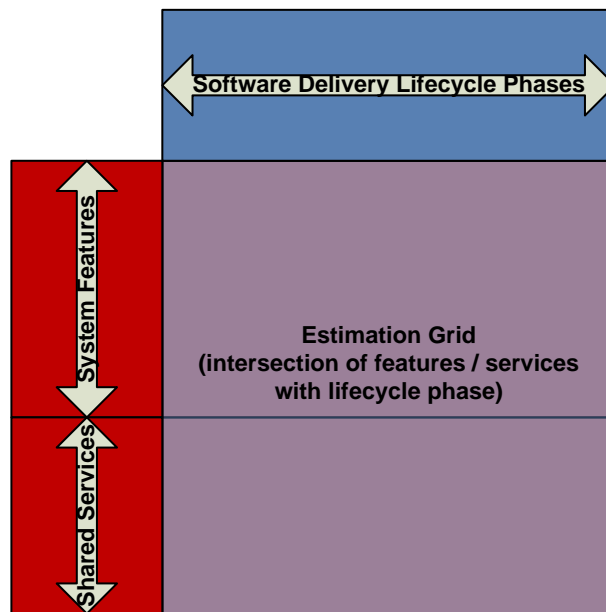 Software Delivery Lifecycle Phases
System Features
Estimation Grid
(intersection of features / services
with lifecycle phase)
Shared Services